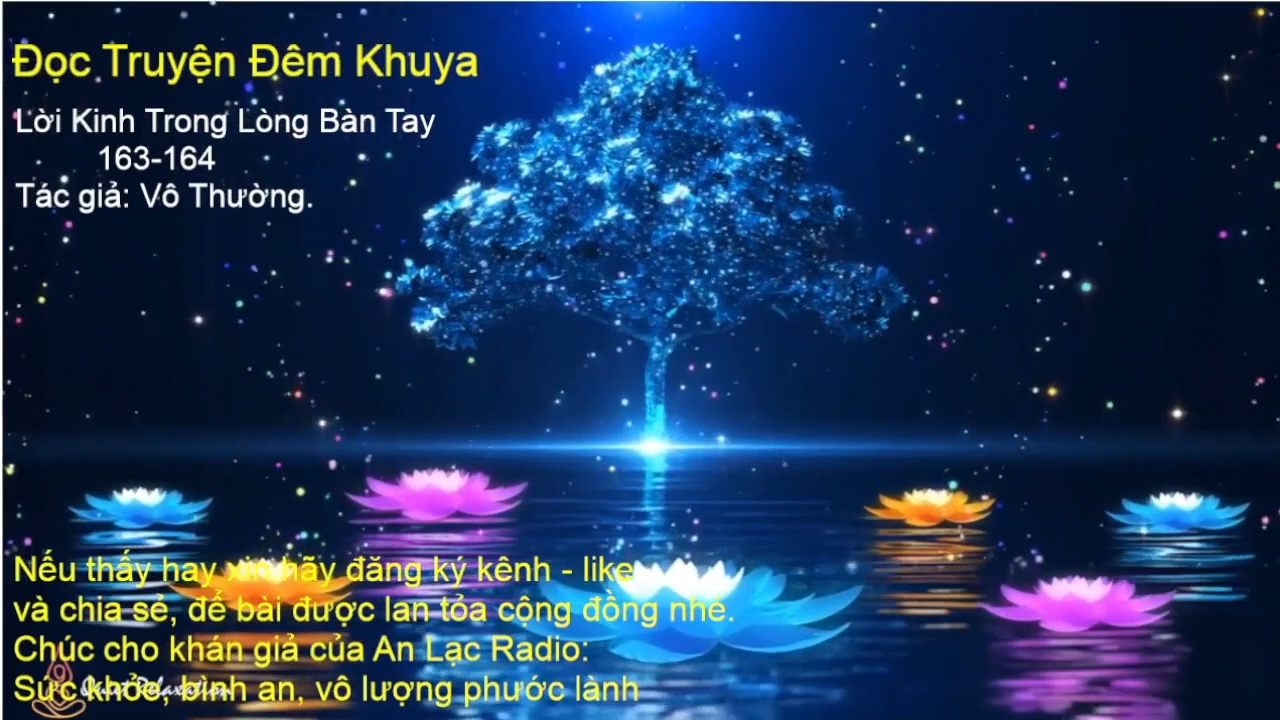 Đọc Truyện Đêm Khuya
Lời Kinh Trong Lòng Bàn Tay
163-164
Tác giả: Vô Thường.
Nếu thấy hay xin hãy đăng ký kênh - like
và chia sẻ, để bài được lan tỏa cộng đồng nhé.
Chúc cho khán giả của An Lạc Radio:
Sức khỏe, bình an, vô lượng phước lành
Quiet Relaxation